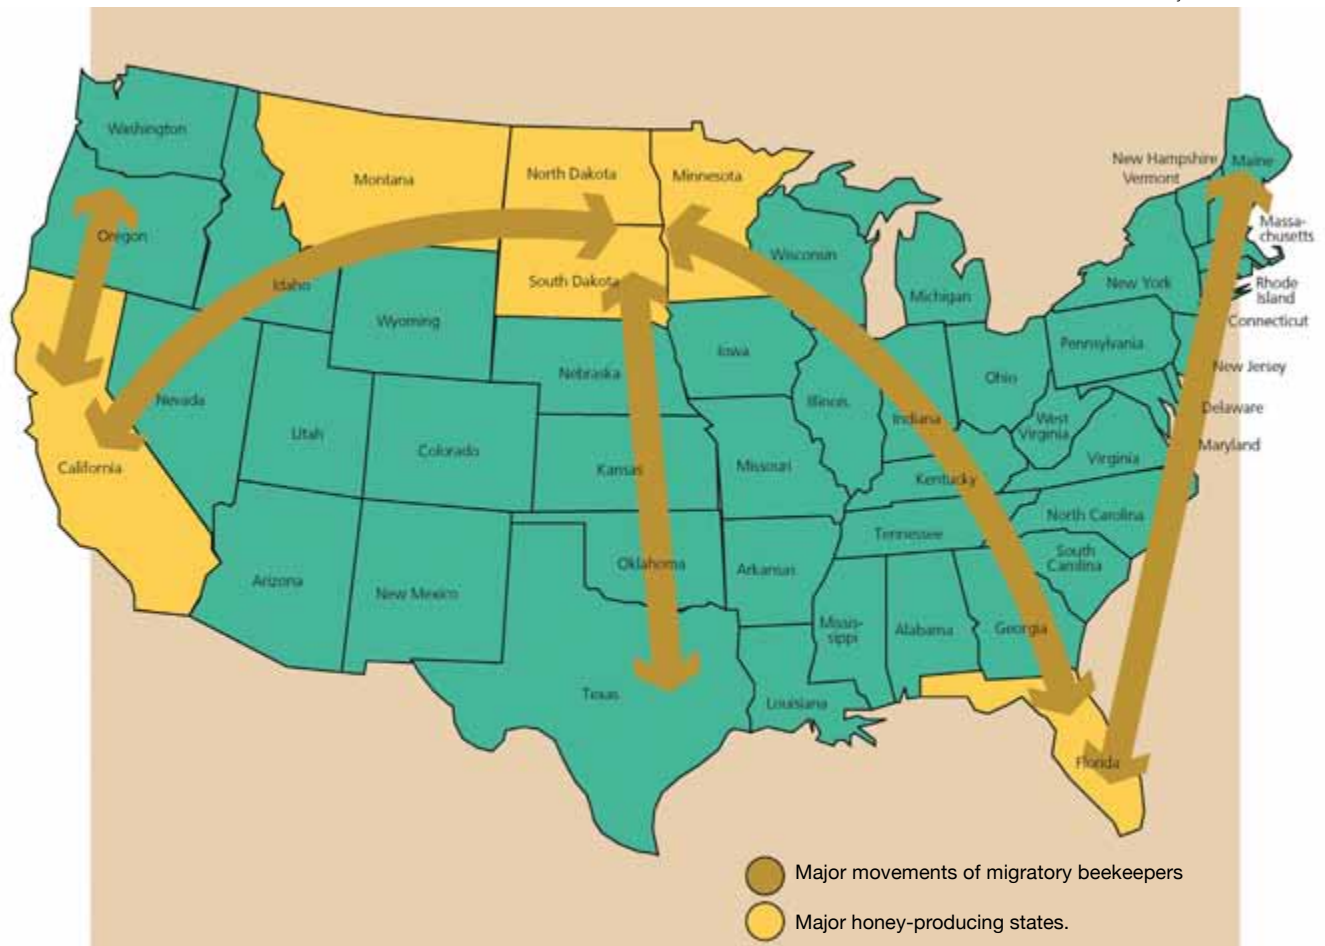 Washington
Montana
North Dakota
Minnesota
New Hampshire
Vermont
Maine
Oregon
Idaho
South Dakota
Wisconsin
Michigan
New York
Massa-
chusetts
Rhode
Island
Connecticut
Wyoming
Iowa
Nebraska
Ohio
Pennsylvania
New Jersey
Nevada
Utah
Colorado
Illinois
Indiana
West
Virginia
Delaware
Maryland
California
Kansas
Missouri
Kentucky
Virginia
Arizona
New Mexico
Oklahoma
Arkansas
Tennessee
North Carolina
South
Carolina
Texas
Louisiana
Missis-
sippi
Alabama
Georgia
Florida
Major movements of migratory beekeepers
Major honey-producing states.